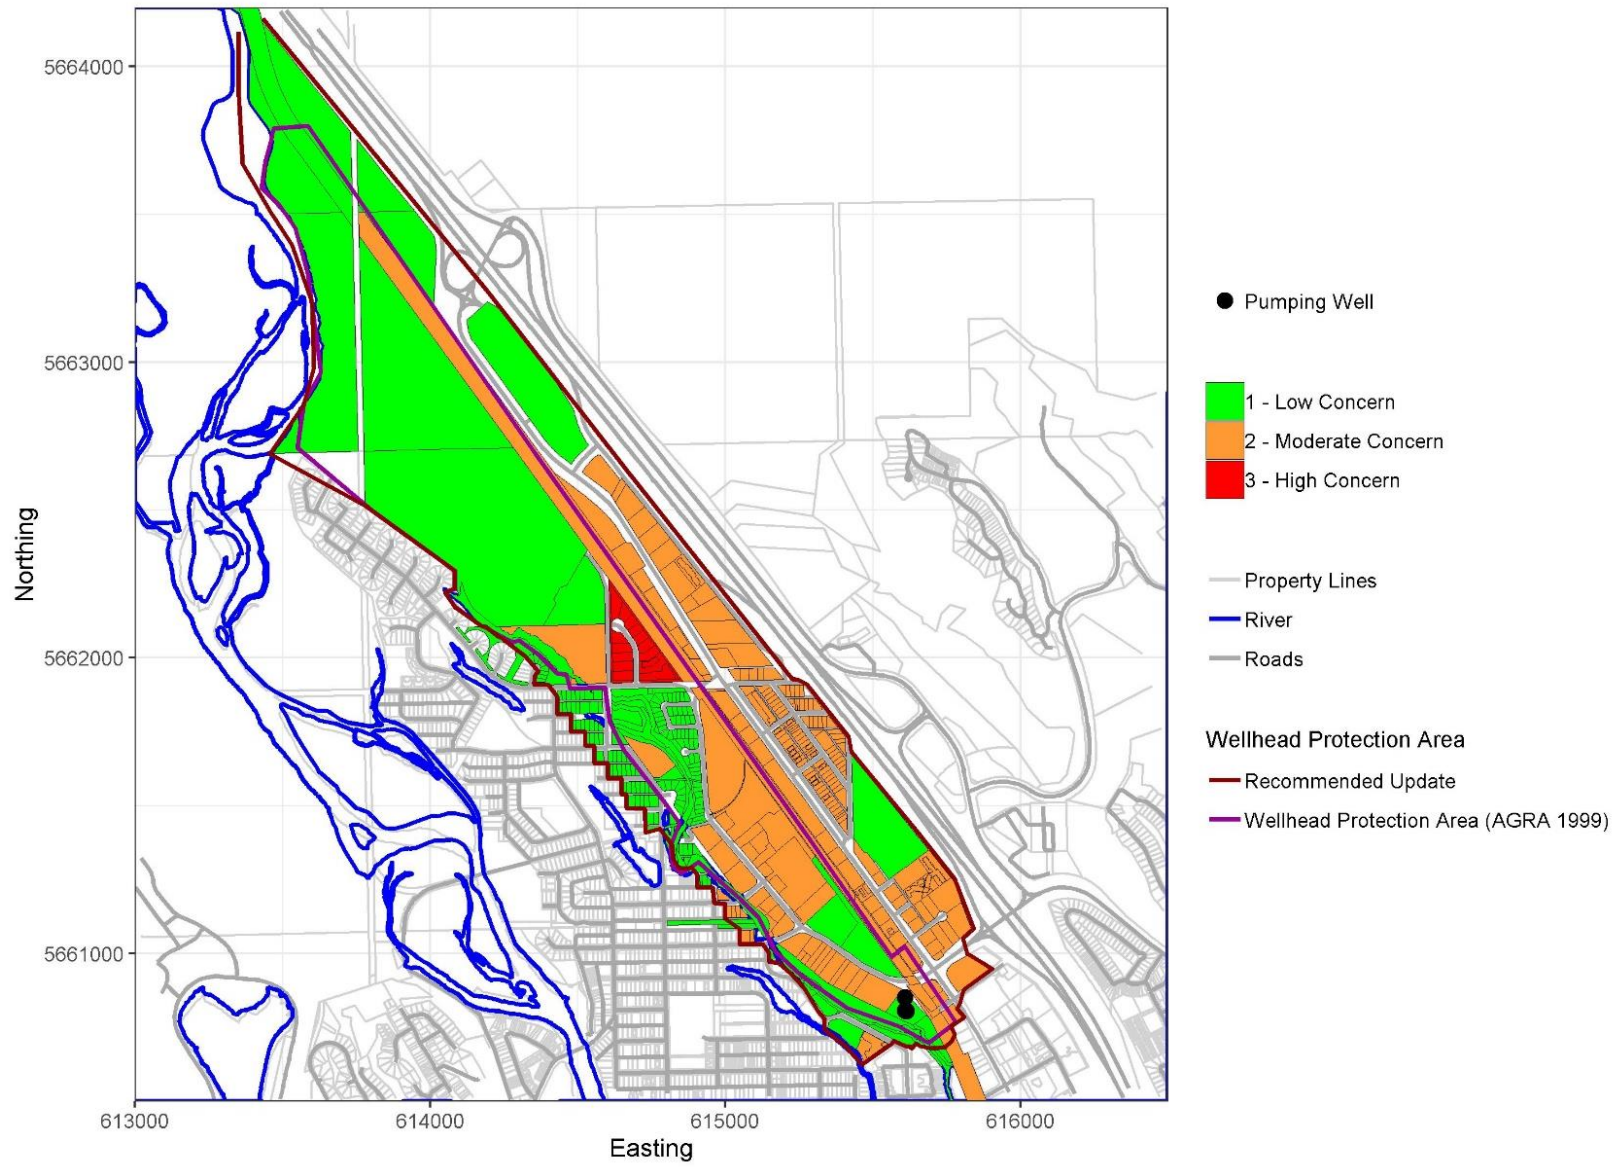 5664000
5663000
5662000
5661000
Northing
613000
614000
615000
616000
Easting
Pumping Well
1 - Low Concern
2 - Moderate Concern
3 - High Concern
Property Lines
River
Roads
Wellhead Protection Area
Recommended Update
Wellhead Protection Area (AGRA 1999)